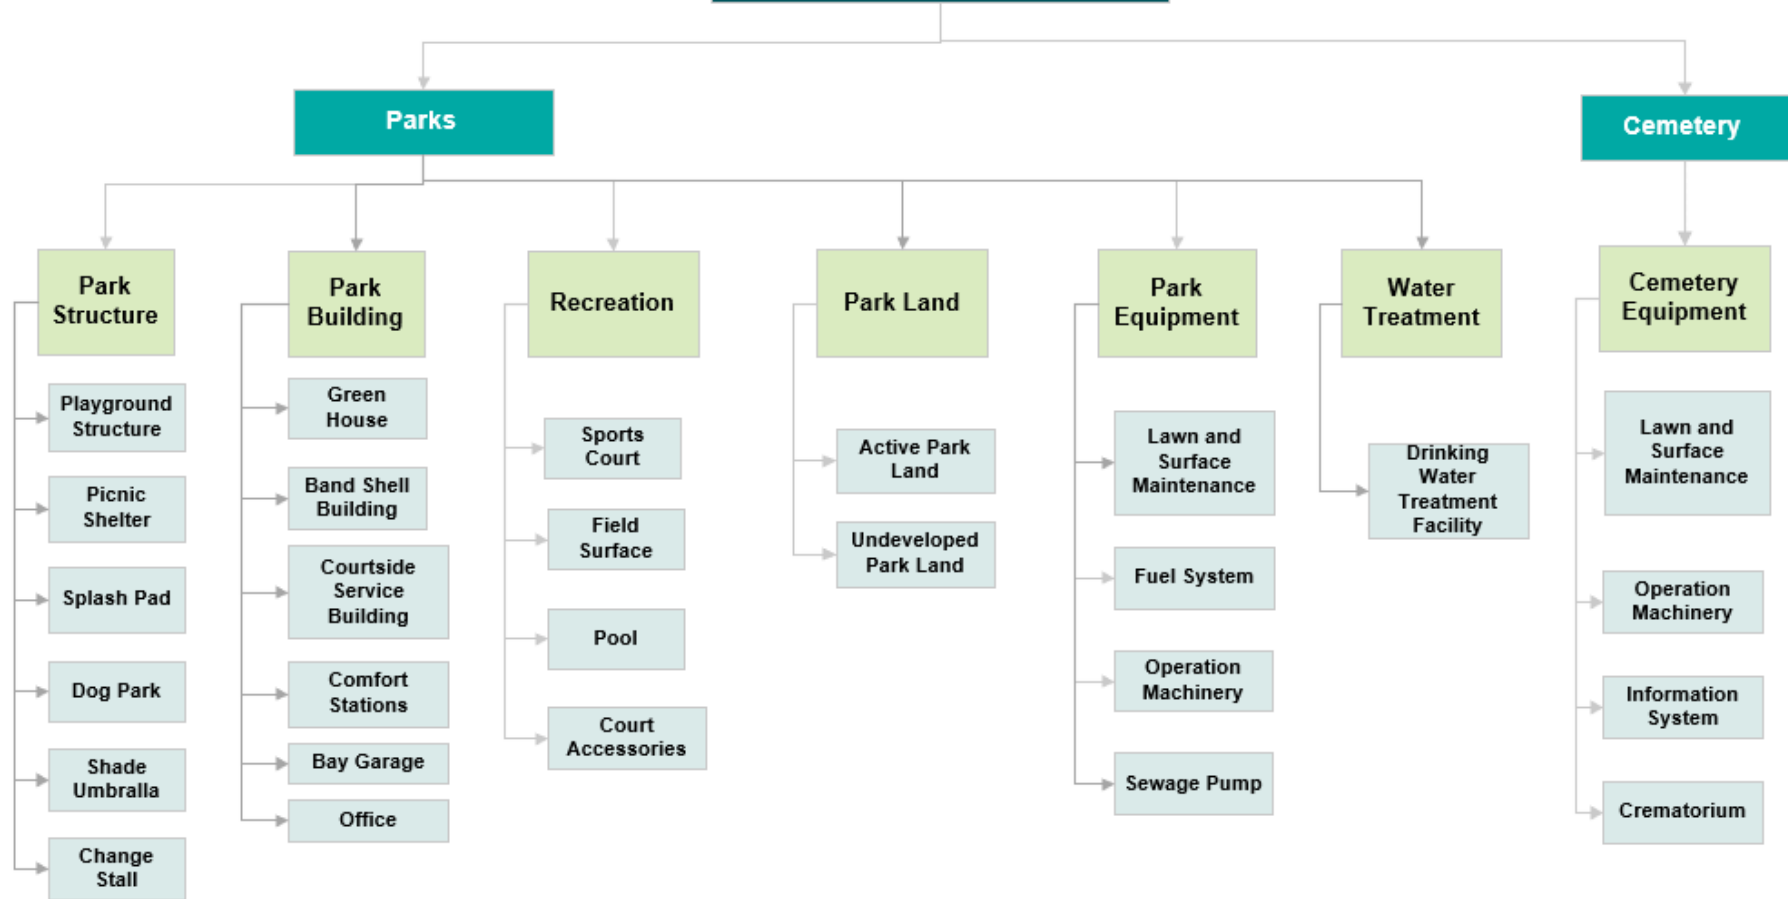 Parks
Cemetery
Park
Structure
Playground
Structure
Picnic
Shelter
Splash Pad
Dog Park
Shade
Umbralla
Change
Stall
Park
Building
Green
House
Band Shell
Building
Courtside
Service
Building
Comfort
Stations
Bay Garage
Office
Recreation
Sports
Court
Field
Surface
Pool
Court
Accessories
Park Land
Active Park
Land
Undeveloped
Park Land
Park
Equipment
Lawn and
Surface
Maintenance
Fuel System
Operation
Machinery
Sewage Pump
Water
Treatment
Drinking
Water
Treatment
Facility
Cemetery
Equipment
Lawn and
Surface
Maintenance
Operation
Machinery
Information
System
Crematorium